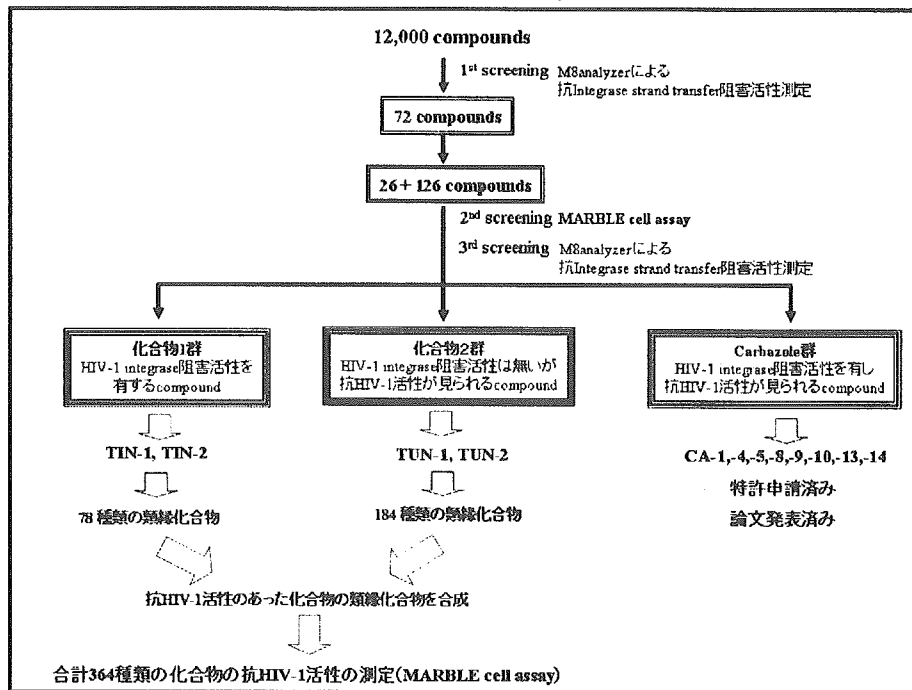 12,000 compounds
1st screening M8analyzerによる
抗Integrase strand transfer阻害活性測定
72 compounds
26 + 126 compounds
2nd screening MARBLE cell assay
3rd screening M8analyzerによる
抗Integrase strand transfer阻害活性測定
化合物1群
HIV-1 integrase阻害活性を
有するcompound
化合物2群
HIV-1 integrase阻害活性は無いが
抗HIV-1活性が見られるcompound
Carbazole群
HIV-1 integrase阻害活性を有し
抗HIV-1活性が見られるcompound
TIN-1, TIN-2
TUN-1, TUN-2
CA-1,-4,-5,-8,-9,-10,-13,-14
特許申請済み
論文発表済み
78 種類の類縁化合物
184 種類の類縁化合物
抗HIV-1活性のあった化合物の類縁化合物を合成
合計364種類の化合物の抗HIV-1活性の測定(MARBLE cell assay)